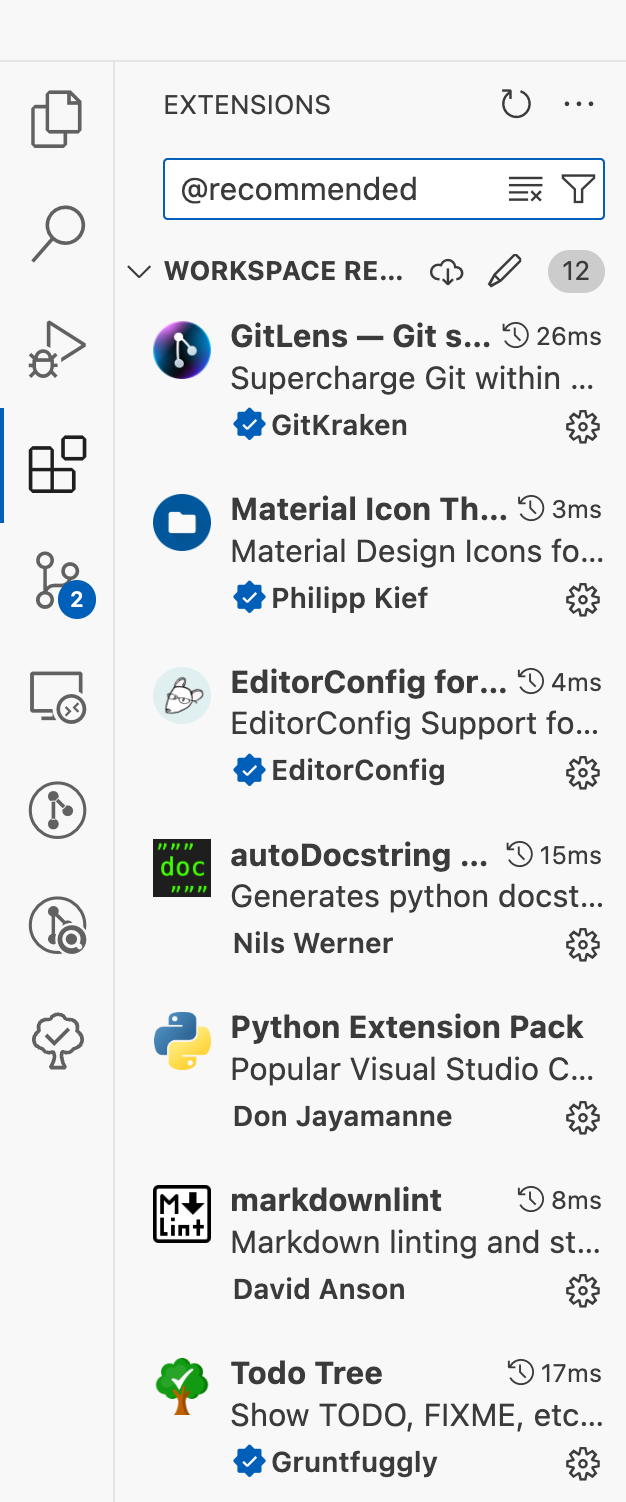 EXTENSIONS
@recommended
WORKSPACE RE... 12
GitLens — Git s... 26ms
Supercharge Git within ...
GitKraken
Material Icon Th... 3ms
Material Design Icons fo...
Philipp Kief
2
EditorConfig for... 4ms
EditorConfig Support fo...
EditorConfig
autoDocstring ... 15ms
"""
doc
"""
Generates python docst...
Nils Werner
Python Extension Pack
Popular Visual Studio C...
Don Jayamanne
markdownlint 8ms
M
Lint
Markdown linting and st...
David Anson
Todo Tree 17ms
Show TODO, FIXME, etc...
Gruntfuggly